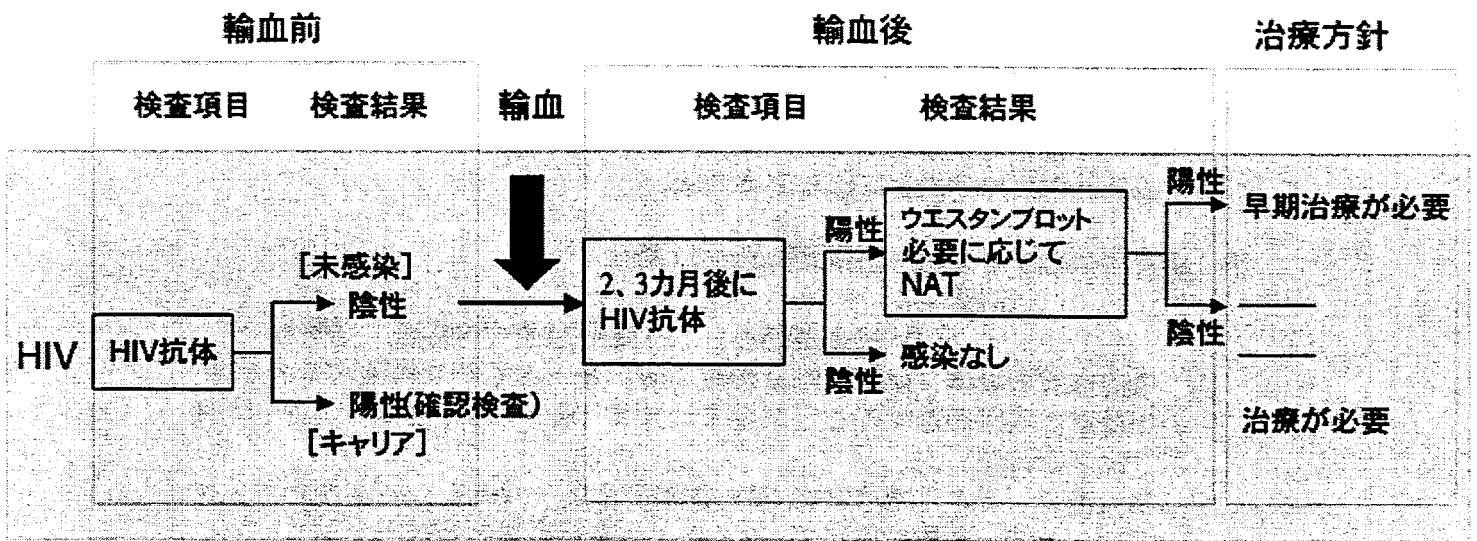 輸血前
輸血後
治療方針
検査項目
検査結果
輸血
検査項目
検査結果
HIV
HIV抗体
[未感染]
陰性
陽性(確認検査)
[キャリア]
2、3カ月後に
HIV抗体
陽性
陰性
ウエスタンブロット
必要に応じて
NAT
感染なし
陽性
陰性
早期治療が必要
治療が必要